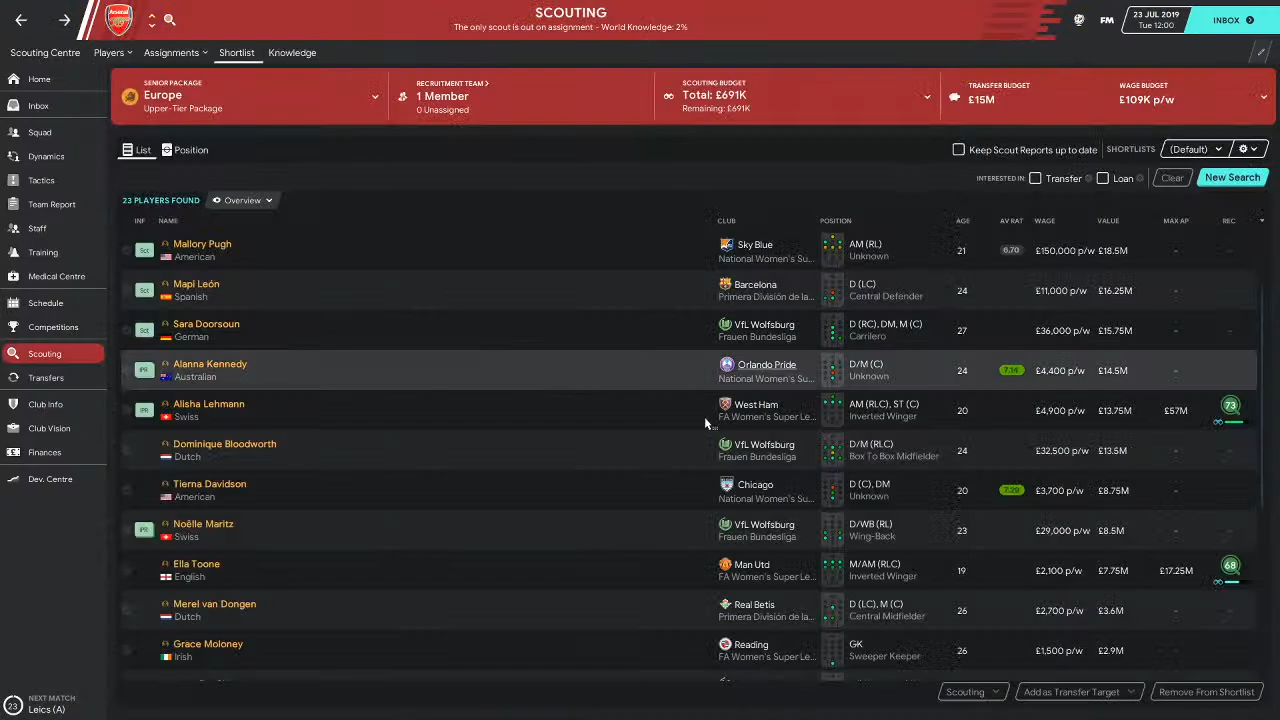 SCOUTING
The only scout is out on assignment - World Knowledge: 2%
FM
23 JUL 2019
Tue 12:00
INBOX
Scouting Centre
Players
Assignments
Shortlist
Knowledge
Home
Inbox
Squad
Dynamics
Tactics
Team Report
Staff
Training
Medical Centre
Schedule
Competitions
Scouting
Transfers
Club Info
Club Vision
Finances
Dev. Centre
23
NEXT MATCH
Leics (A)
SENIOR PACKAGE
Europe
Upper-Tier Package
RECRUITMENT TEAM >
1 Member
0 Unassigned
SCOUTING BUDGET
Total: £691K
Remaining: £691K
TRANSFER BUDGET
£15M
WAGE BUDGET
£109K p/w
List
Position
Keep Scout Reports up to date
SHORTLISTS
(Default)
INTERESTED IN:
Transfer
Loan
Clear
New Search
23 PLAYERS FOUND
Overview
INF NAME CLUB POSITION AGE AV RAT WAGE VALUE MAX AP REC
Sct Mallory Pugh Sky Blue AM (RL) 21 6.70 £150,000 p/w £18.5M -
American National Women's Su... Unknown
Sct Mapi León Barcelona D (LC) 24 £11,000 p/w £16.25M - -
Spanish Primera División de la... Central Defender
Sct Sara Doorsoun VfL Wolfsburg D (RC), DM, M (C) 27 £36,000 p/w £15.75M - -
German Frauen Bundesliga Carrilero
IPR Alanna Kennedy Orlando Pride D/M (C) 24 7.14 £4,400 p/w £14.5M -
Australian National Women's Su... Unknown
IPR Alisha Lehmann West Ham AM (RLC), ST (C) 20 £4,900 p/w £13.75M £57M 73
Swiss FA Women's Super Le... Inverted Winger
Dominique Bloodworth VfL Wolfsburg D/M (RLC) 24 £32,500 p/w £13.5M -
Dutch Frauen Bundesliga Box To Box Midfielder
Tierna Davidson Chicago D (C), DM 20 7.20 £3,700 p/w £8.75M -
American National Women's Su... Unknown
IPR Noëlle Maritz VfL Wolfsburg D/WB (RL) 23 £29,000 p/w £8.5M -
Swiss Frauen Bundesliga Wing-Back
Ella Toone Man Utd M/AM (RLC) 19 £2,100 p/w £7.75M £17.25M 68
English FA Women's Super Le... Inverted Winger
Merel van Dongen Real Betis D (LC), M (C) 26 £2,700 p/w £3.6M -
Dutch Primera División de la... Central Midfielder
Grace Moloney Reading GK 26 £1,500 p/w £2.9M -
Irish FA Women's Super Le... Sweeper Keeper
Scouting
Add as Transfer Target
Remove From Shortlist